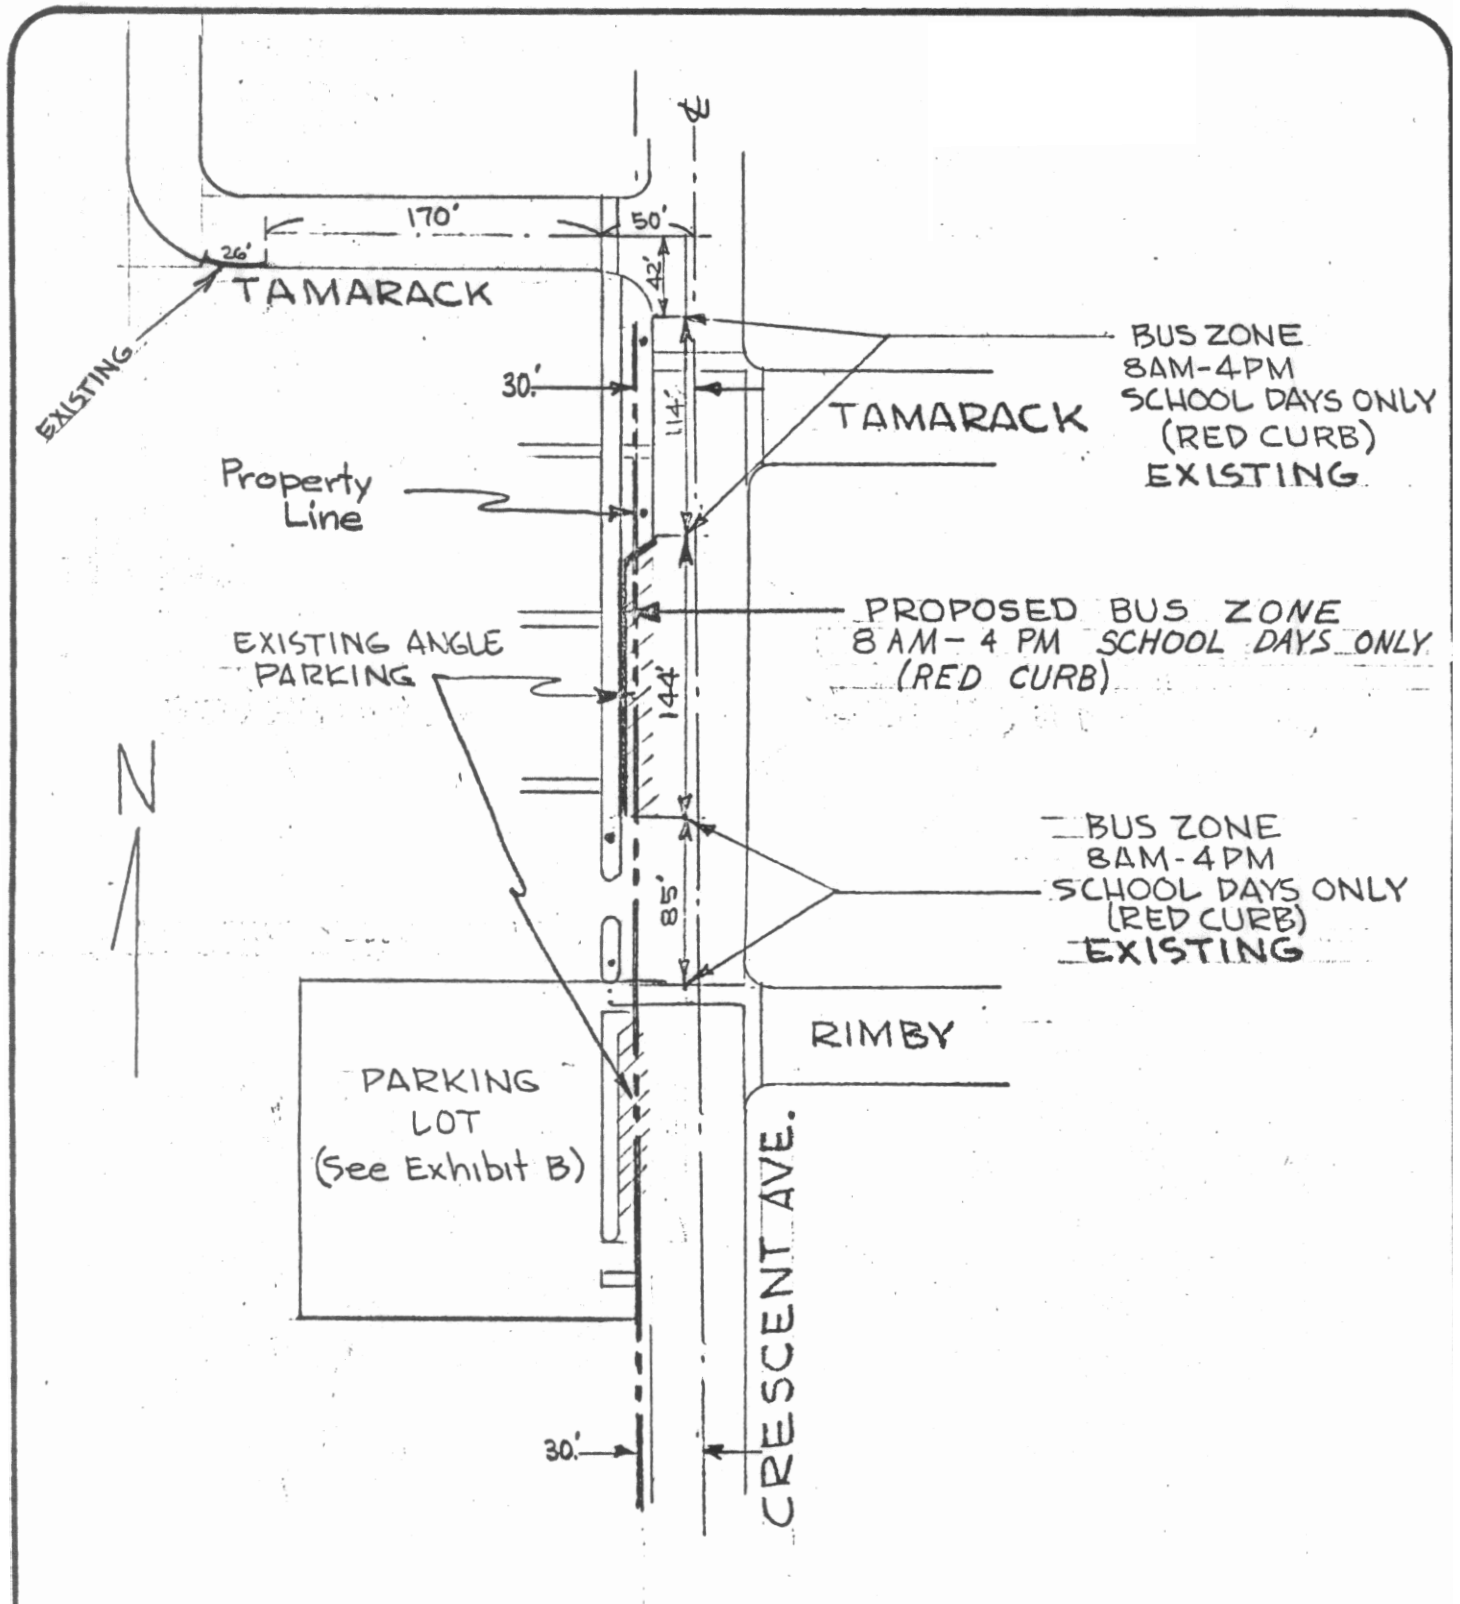 ℄
170'
50'
26'
42'
TAMARACK
EXISTING
BUS ZONE
8AM-4PM
SCHOOL DAYS ONLY
(RED CURB)
EXISTING
30'
114'
TAMARACK
Property
Line
PROPOSED BUS ZONE
8 AM - 4 PM SCHOOL DAYS ONLY
(RED CURB)
EXISTING ANGLE
PARKING
144'
N
BUS ZONE
8AM-4PM
SCHOOL DAYS ONLY
(RED CURB)
EXISTING
85'
RIMBY
PARKING
LOT
(See Exhibit B)
CRESCENT AVE.
30'